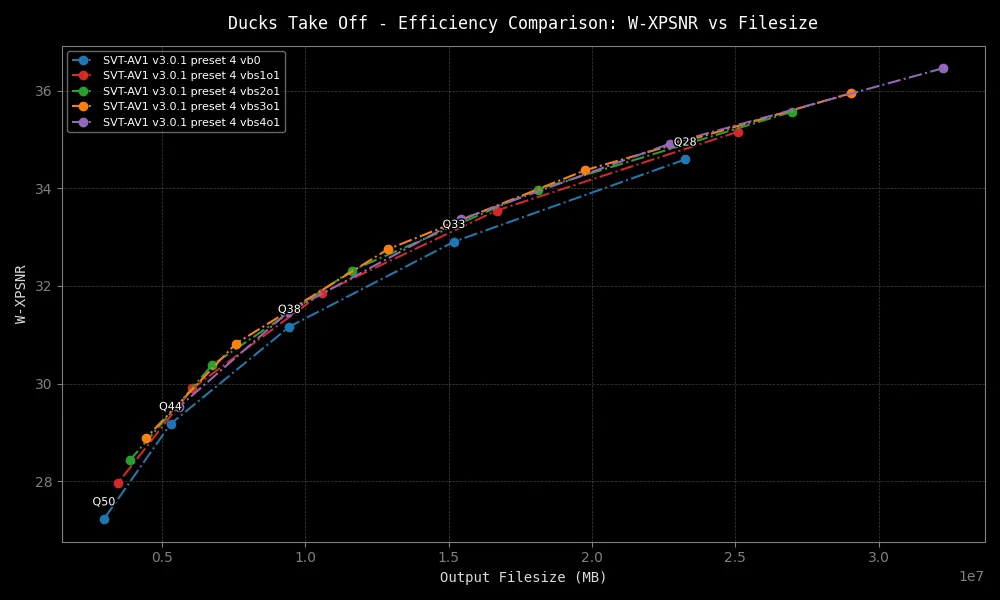 Ducks Take Off - Efficiency Comparison: W-XPSNR vs Filesize
SVT-AV1 v3.0.1 preset 4 vb0
SVT-AV1 v3.0.1 preset 4 vbs1o1
SVT-AV1 v3.0.1 preset 4 vbs2o1
SVT-AV1 v3.0.1 preset 4 vbs3o1
SVT-AV1 v3.0.1 preset 4 vbs4o1
W-XPSNR
36
34
32
30
28
Q28
Q33
Q38
Q44
Q50
0.5
1.0
1.5
2.0
2.5
3.0
1e7
Output Filesize (MB)